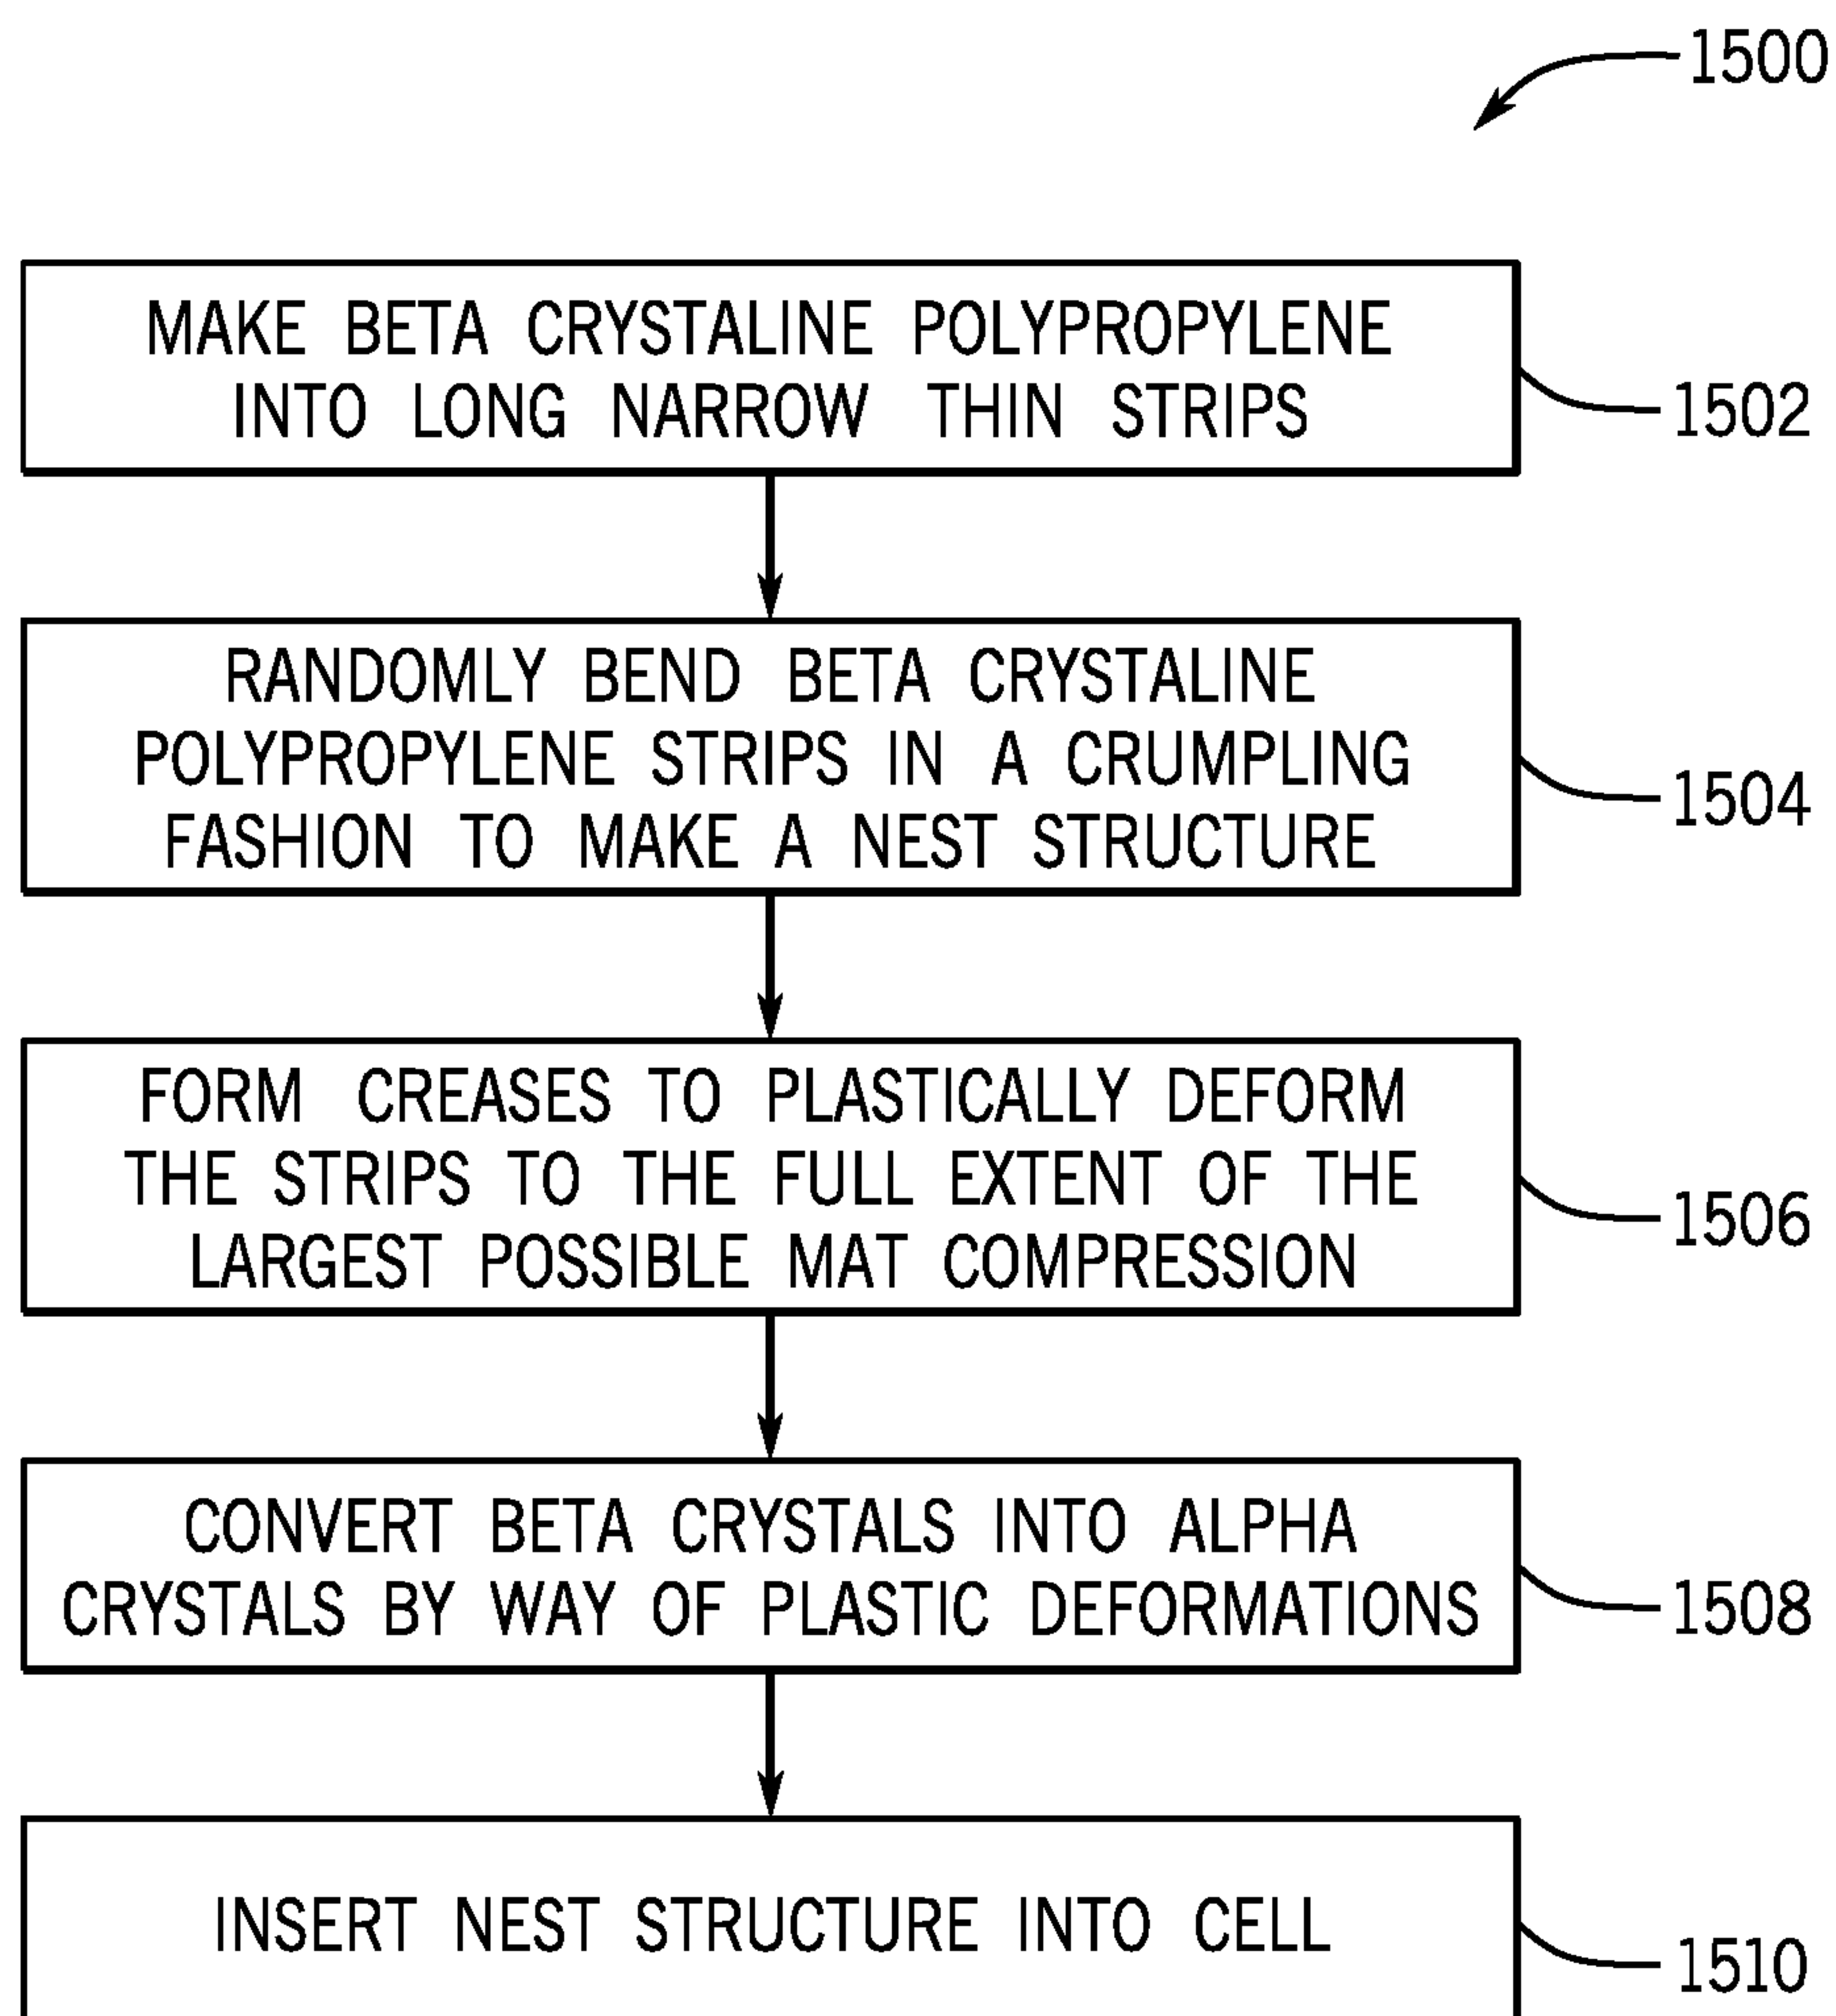 1500
MAKE BETA CRYSTALINE POLYPROPYLENE
INTO LONG NARROW THIN STRIPS
1502
RANDOMLY BEND BETA CRYSTALINE
POLYPROPYLENE STRIPS IN A CRUMPLING
FASHION TO MAKE A NEST STRUCTURE
1504
FORM CREASES TO PLASTICALLY DEFORM
THE STRIPS TO THE FULL EXTENT OF THE
LARGEST POSSIBLE MAT COMPRESSION
1506
CONVERT BETA CRYSTALS INTO ALPHA
CRYSTALS BY WAY OF PLASTIC DEFORMATIONS
1508
INSERT NEST STRUCTURE INTO CELL
1510